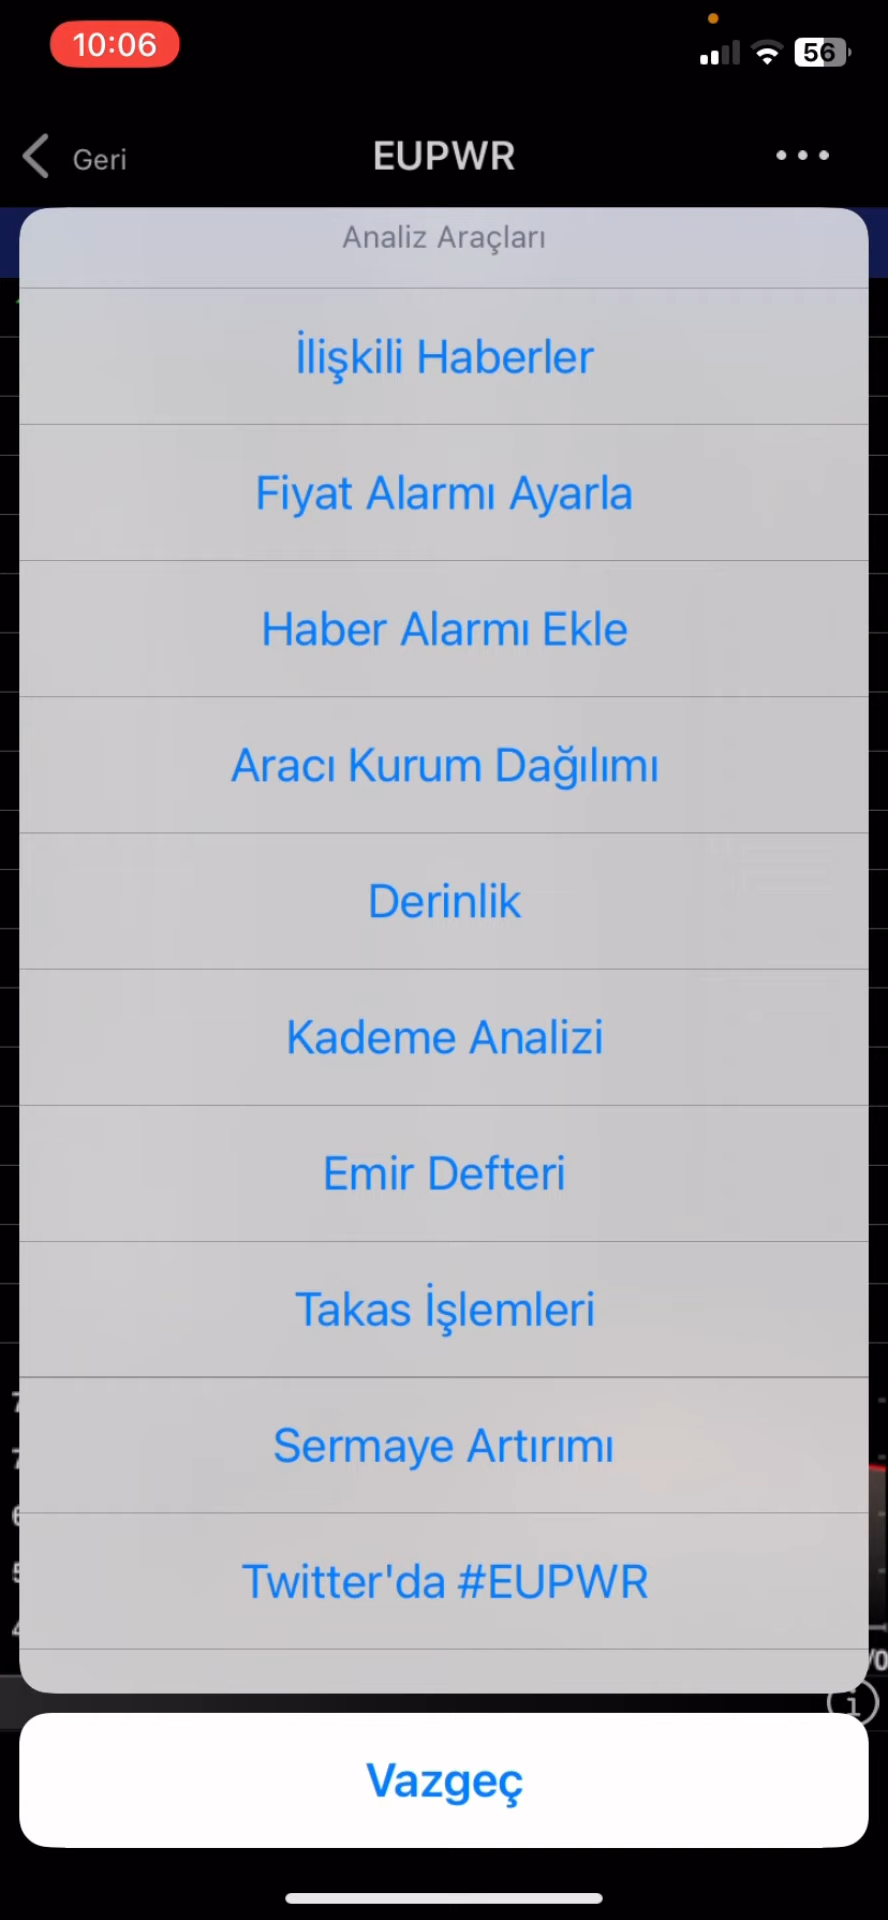 10:06
56
Geri
EUPWR
Analiz Araçları
İlişkili Haberler
Fiyat Alarmı Ayarla
Haber Alarmı Ekle
Aracı Kurum Dağılımı
Derinlik
Kademe Analizi
Emir Defteri
Takas İşlemleri
Sermaye Artırımı
Twitter'da #EUPWR
Vazgeç